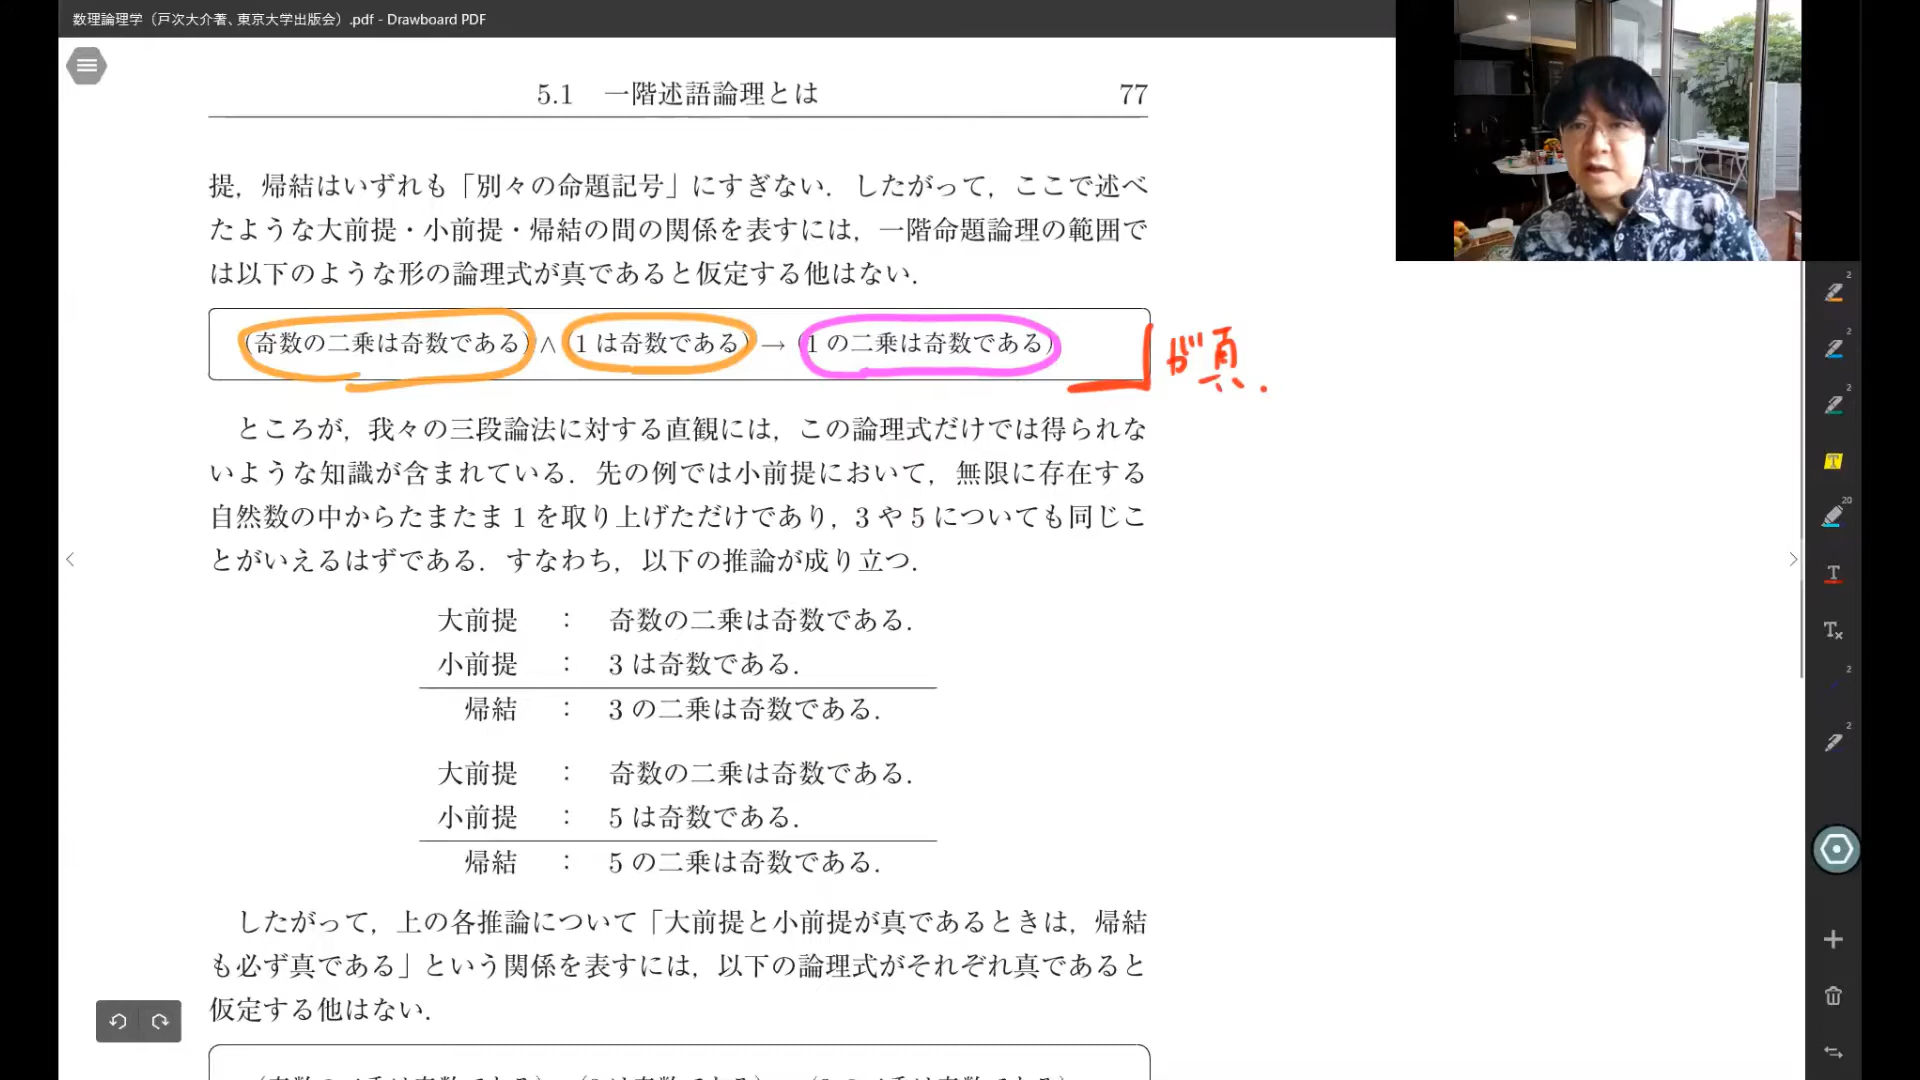 数理論理学（戸次大介著、東京大学出版会）.pdf - Drawboard PDF
5.1 一階述語論理とは 77
提，帰結はいずれも「別々の命題記号」にすぎない．したがって，ここで述べ
たような大前提・小前提・帰結の間の関係を表すには，一階命題論理の範囲で
は以下のような形の論理式が真であると仮定する他はない．
(奇数の二乗は奇数である) ∧ (1 は奇数である) → (1 の二乗は奇数である)
が真.
ところが，我々の三段論法に対する直観には，この論理式だけでは得られな
いような知識が含まれている．先の例では小前提において，無限に存在する
自然数の中からたまたま 1 を取り上げただけであり，3 や 5 についても同じこ
とがいえるはずである．すなわち，以下の推論が成り立つ．
大前提 : 奇数の二乗は奇数である．
小前提 : 3 は奇数である．
帰結 : 3 の二乗は奇数である．
大前提 : 奇数の二乗は奇数である．
小前提 : 5 は奇数である．
帰結 : 5 の二乗は奇数である．
したがって，上の各推論について「大前提と小前提が真であるときは，帰結
も必ず真である」という関係を表すには，以下の論理式がそれぞれ真であると
仮定する他はない．